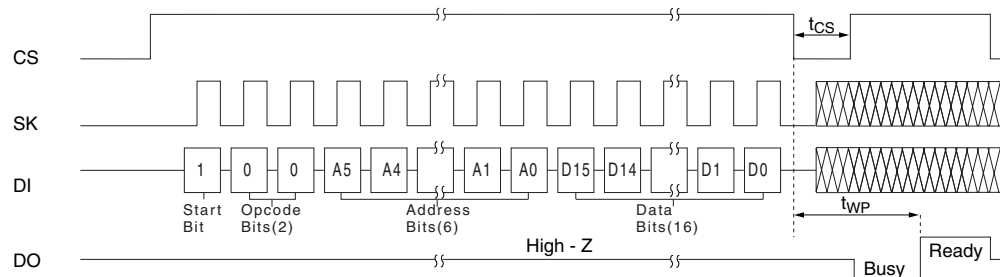 CS
tCS
SK
DI
1 0 0 A5 A4 A1 A0 D15 D14 D1 D0
Start
Bit
Opcode
Bits(2)
Address
Bits(6)
Data
Bits(16)
tWP
DO
High - Z
Busy
Ready